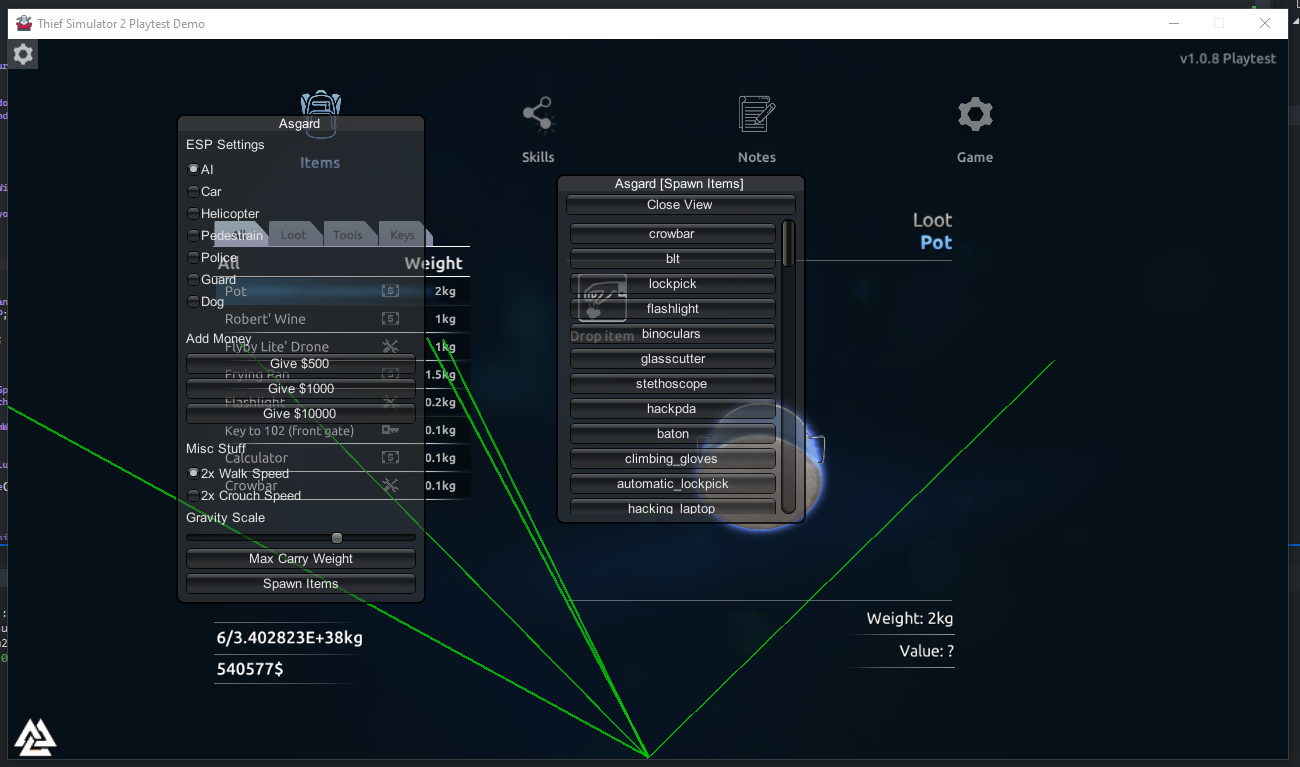 Thief Simulator 2 Playtest Demo
v1.0.8 Playtest
Items
Skills
Notes
Game
Asgard
ESP Settings
AI
Car
Helicopter
Pedestrain
Police
Guard
Dog
Add Money
Give $500
Give $1000
Give $10000
Misc Stuff
2x Walk Speed
2x Crouch Speed
Gravity Scale
Max Carry Weight
Spawn Items
All Loot Tools Keys
All Weight
Pot 2kg
Robert' Wine 1kg
Flyby Lite' Drone 1kg
Frying Pan 1.5kg
Flashlight 0.2kg
Key to 102 (front gate) 0.1kg
Calculator 0.1kg
Crowbar 0.1kg
6/3.402823E+38kg
540577$
Asgard [Spawn Items]
Close View
crowbar
blt
lockpick
flashlight
binoculars
glasscutter
stethoscope
hackpda
baton
climbing_gloves
automatic_lockpick
hacking_laptop
Drop item
Loot
Pot
Weight: 2kg
Value: ?